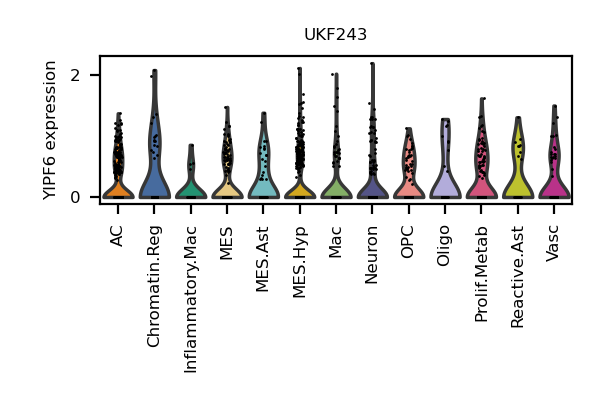 UKF243
YIPF6 expression
2
0
AC
Chromatin.Reg
Inflammatory.Mac
MES
MES.Ast
MES.Hyp
Mac
Neuron
OPC
Oligo
Prolif.Metab
Reactive.Ast
Vasc